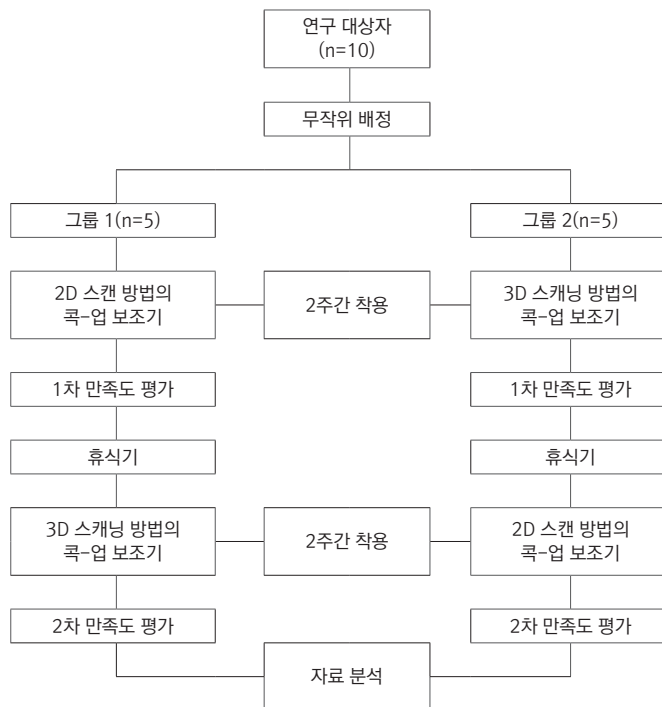 연구 대상자
(n=10)
무작위 배정
그룹 1(n=5)
그룹 2(n=5)
2D 스캔 방법의
콕-업 보조기
2주간 착용
3D 스캐닝 방법의
콕-업 보조기
1차 만족도 평가
1차 만족도 평가
휴식기
휴식기
3D 스캐닝 방법의
콕-업 보조기
2주간 착용
2D 스캔 방법의
콕-업 보조기
2차 만족도 평가
2차 만족도 평가
자료 분석